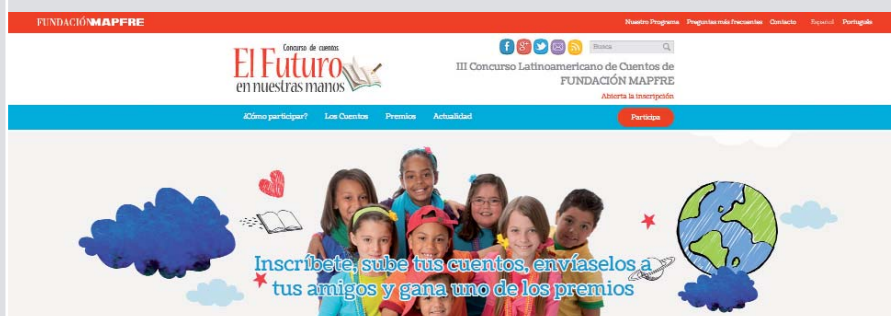 FUNDACIÓN MAPFRE
Nuestro Programa Preguntas más frecuentes Contacto Español Português
Concurso de cuentos
El Futuro
en nuestras manos
Busca
III Concurso Latinoamericano de Cuentos de
FUNDACIÓN MAPFRE
Abierta la inscripción
¿Cómo participar? Los Cuentos Premios Actualidad
Participa
Inscríbete, sube tus cuentos, envíaselos a
tus amigos y gana uno de los premios